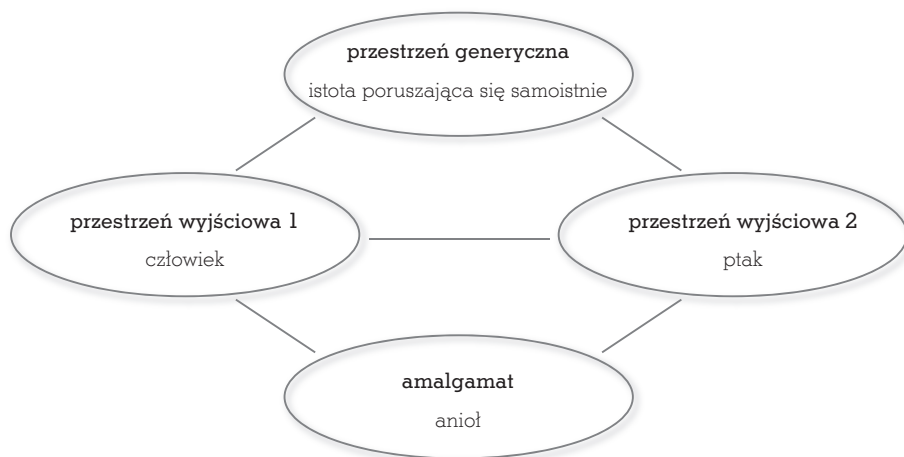 przestrzeń generyczna
istota poruszająca się samoistnie
przestrzeń wyjściowa 1
człowiek
przestrzeń wyjściowa 2
ptak
amalgamat
anioł